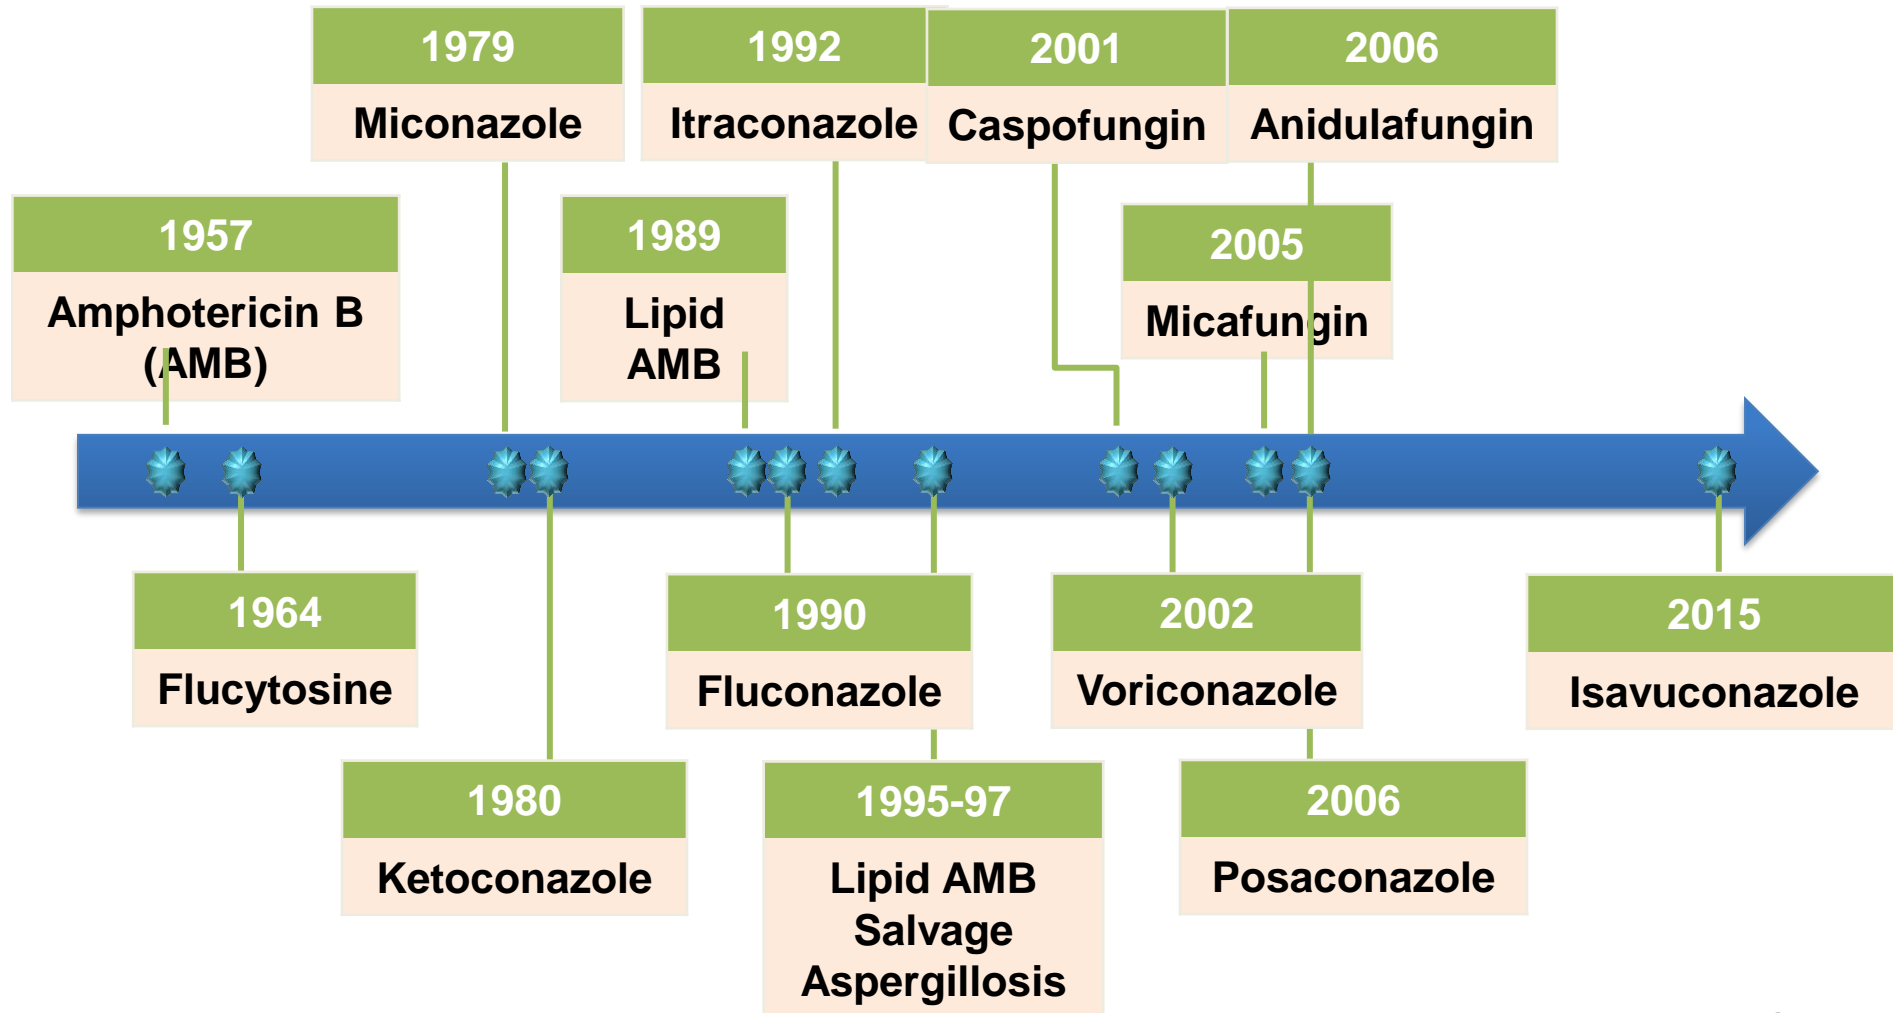 1979
Miconazole
1992
Itraconazole
2001
Caspofungin
2006
Anidulafungin
1957
Amphotericin B
(AMB)
1989
Lipid
AMB
2005
Micafungin
1964
Flucytosine
1990
Fluconazole
2002
Voriconazole
2015
Isavuconazole
1980
Ketoconazole
1995-97
Lipid AMB
Salvage
Aspergillosis
2006
Posaconazole